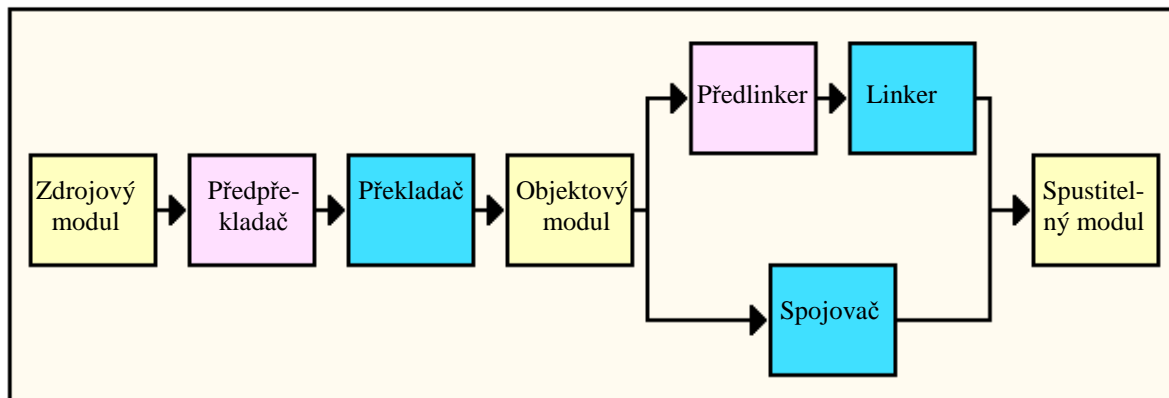 Zdrojový
modul
Předpře-
kladač
Překladač
Objektový
modul
Předlinker
Linker
Spojovač
Spustitel-
ný modul